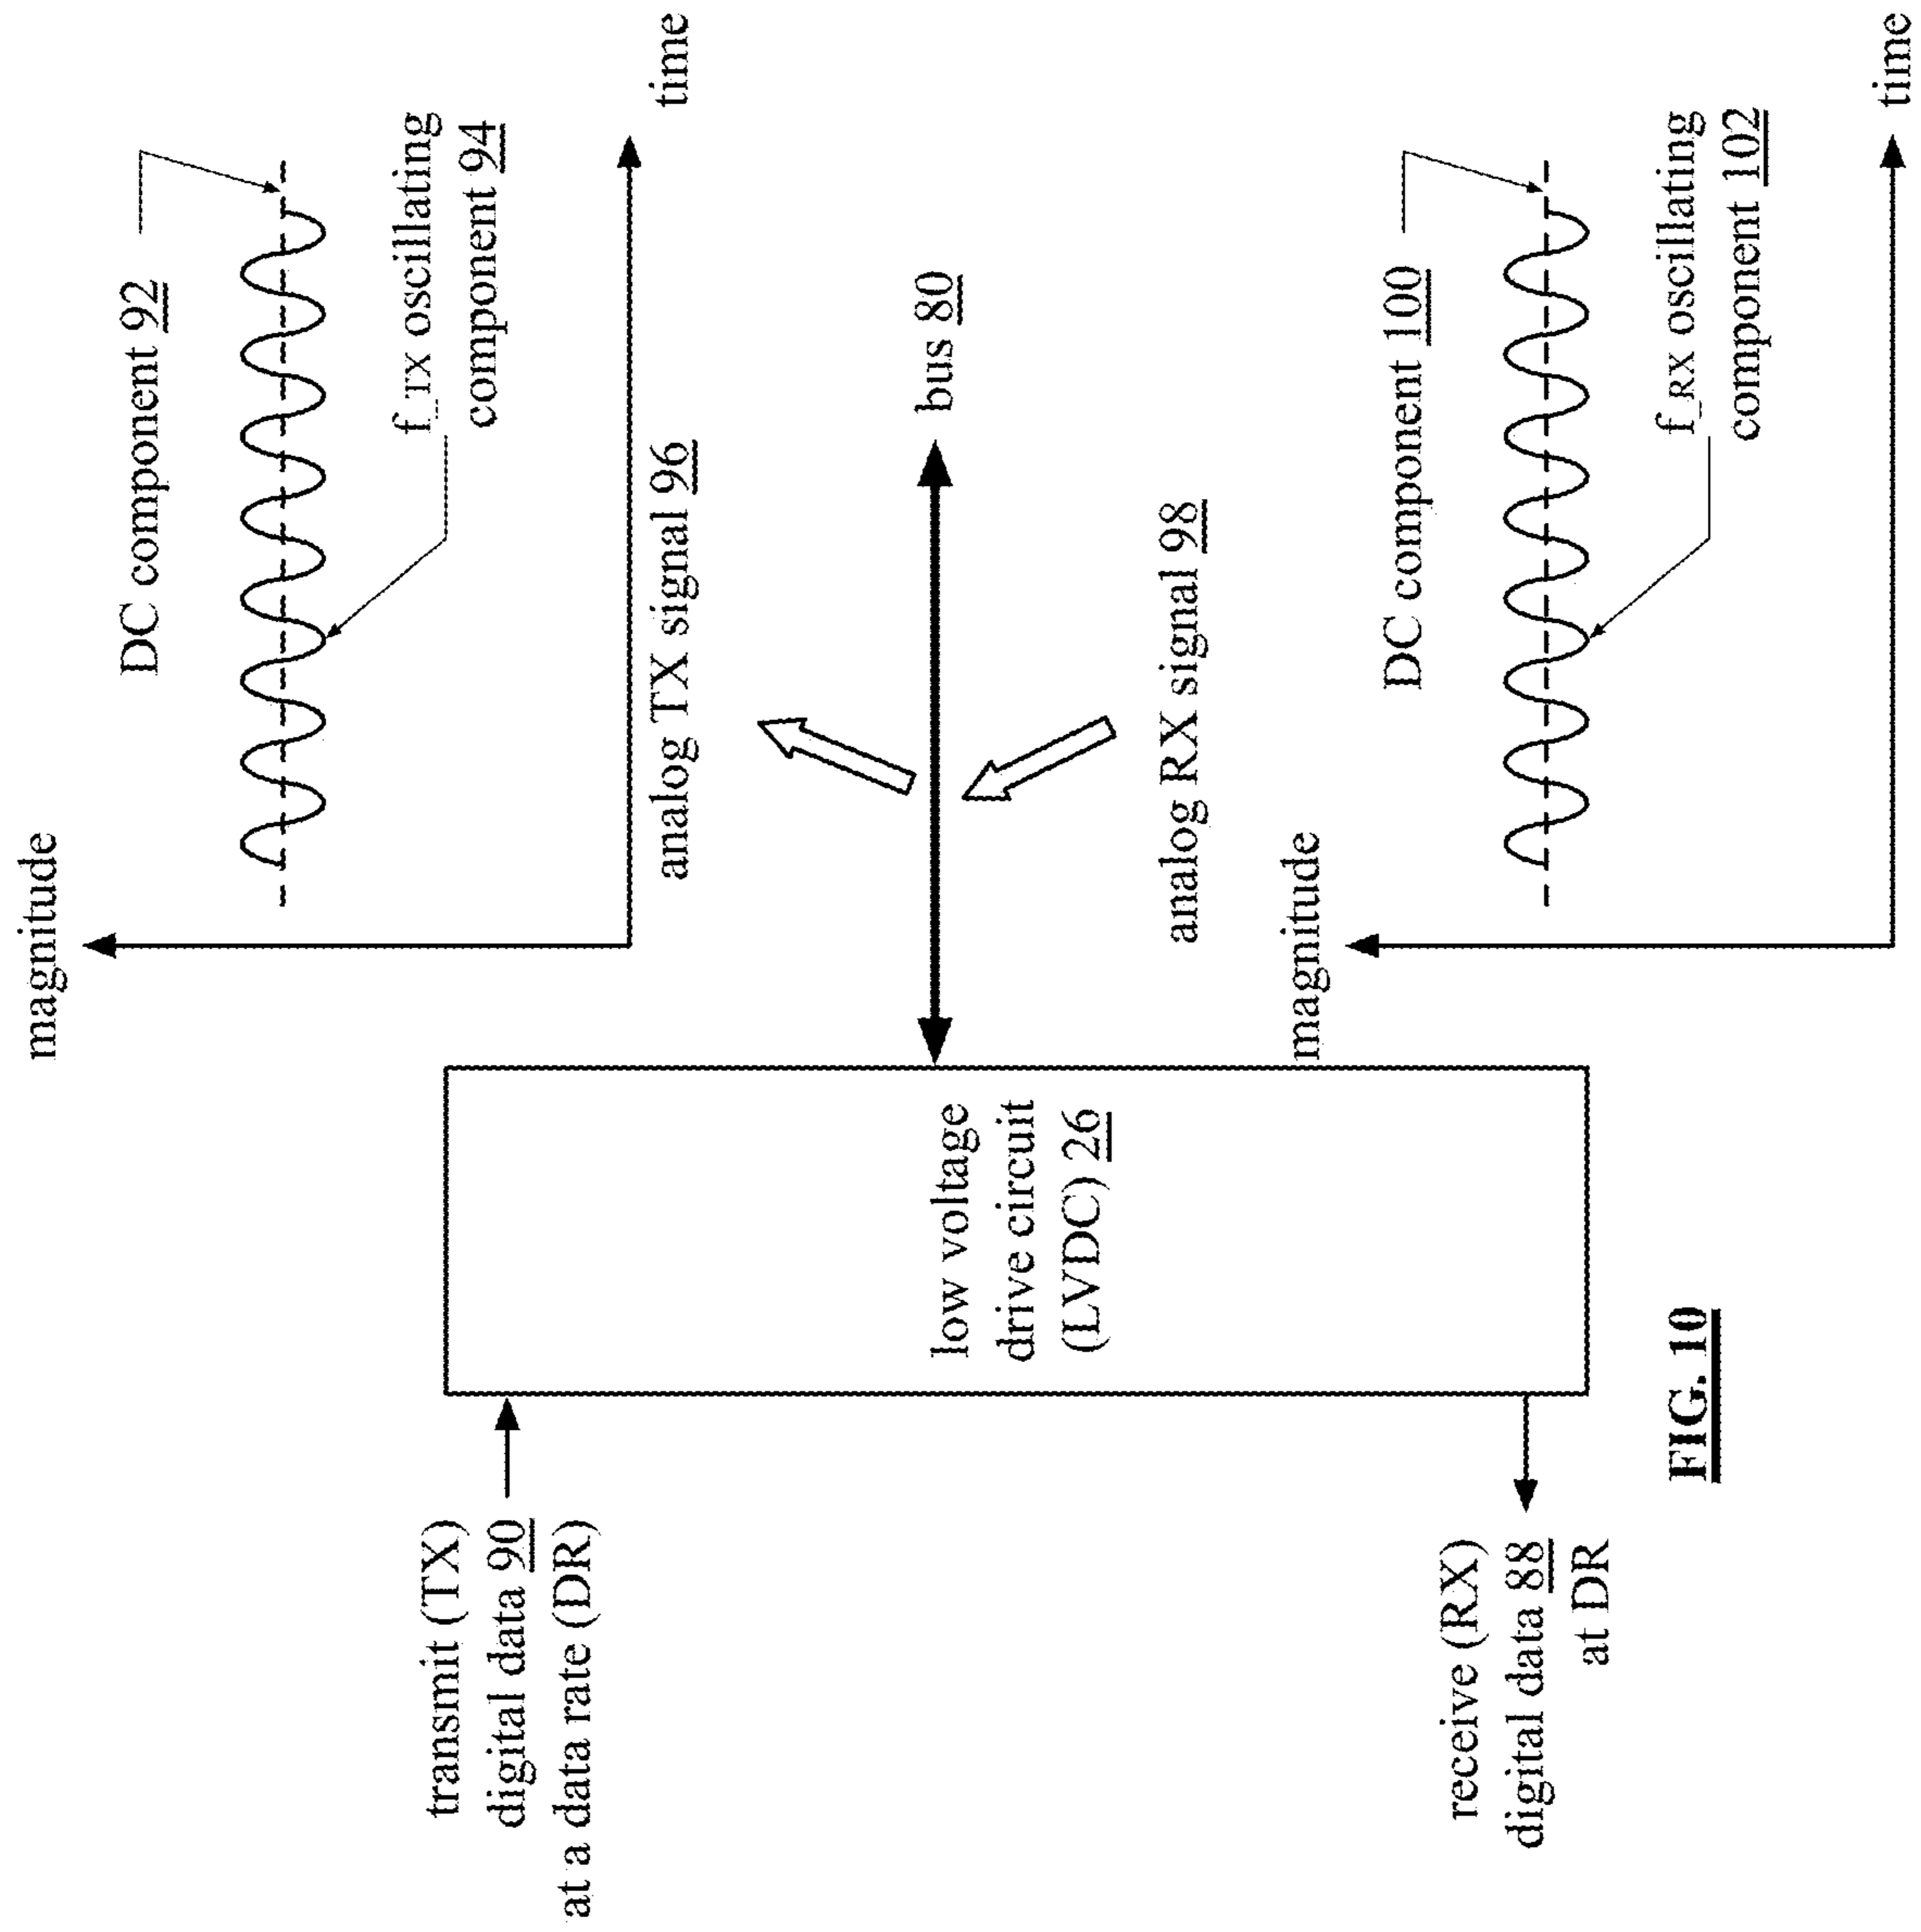 magnitude
DC component 92
f_TX oscillating
component 94
time
analog TX signal 96
transmit (TX)
digital data 90
at a data rate (DR)
low voltage
drive circuit
(LVDC) 26
bus 80
analog RX signal 98
magnitude
DC component 100
f_RX oscillating
component 102
time
receive (RX)
digital data 88
at DR
FIG. 10